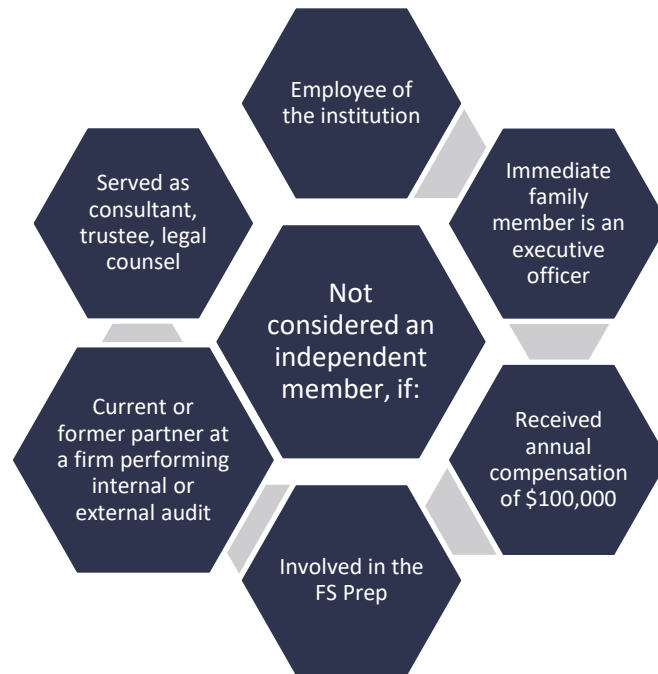 Employee of
the institution
Immediate
family
member is an
executive
officer
Received
annual
compensation
of $100,000
Involved in the
FS Prep
Current or
former partner at
a firm performing
internal or
external audit
Served as
consultant,
trustee, legal
counsel
Not
considered an
independent
member, if: